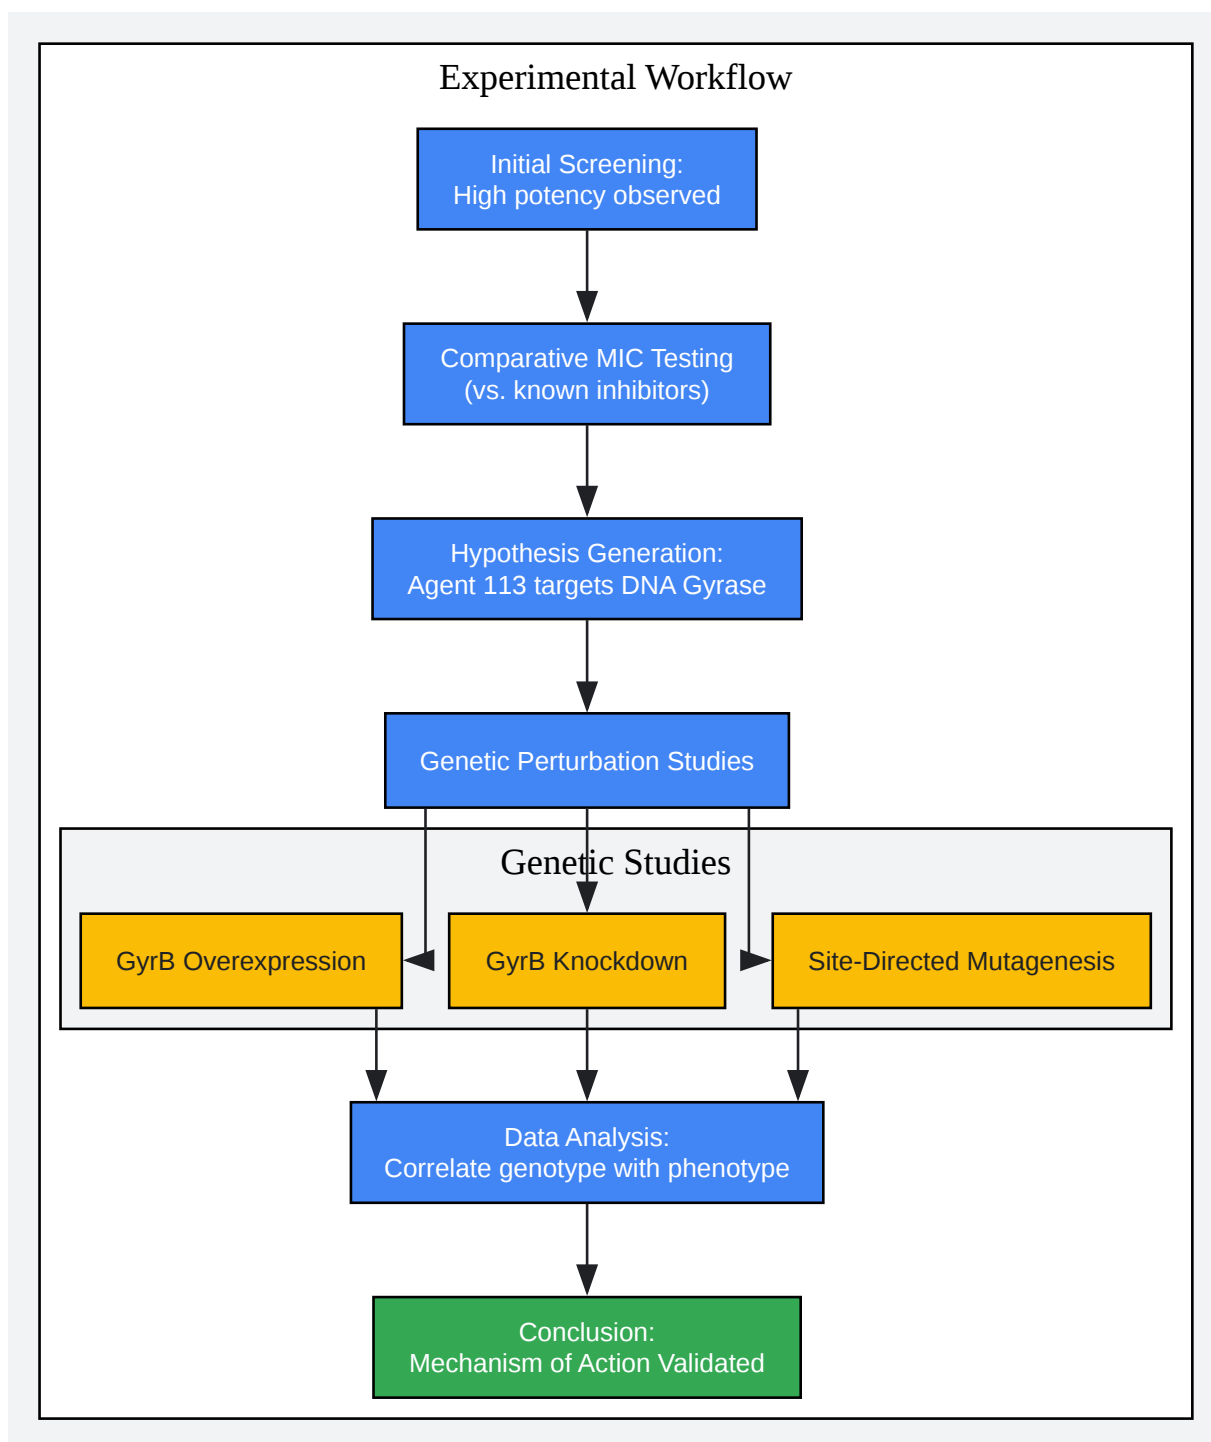 Experimental Workflow
Initial Screening:
High potency observed
Comparative MIC Testing
(vs. known inhibitors)
Hypothesis Generation:
Agent 113 targets DNA Gyrase
Genetic Perturbation Studies
Genetic Studies
GyrB Overexpression
GyrB Knockdown
Site-Directed Mutagenesis
Data Analysis:
Correlate genotype with phenotype
Conclusion:
Mechanism of Action Validated